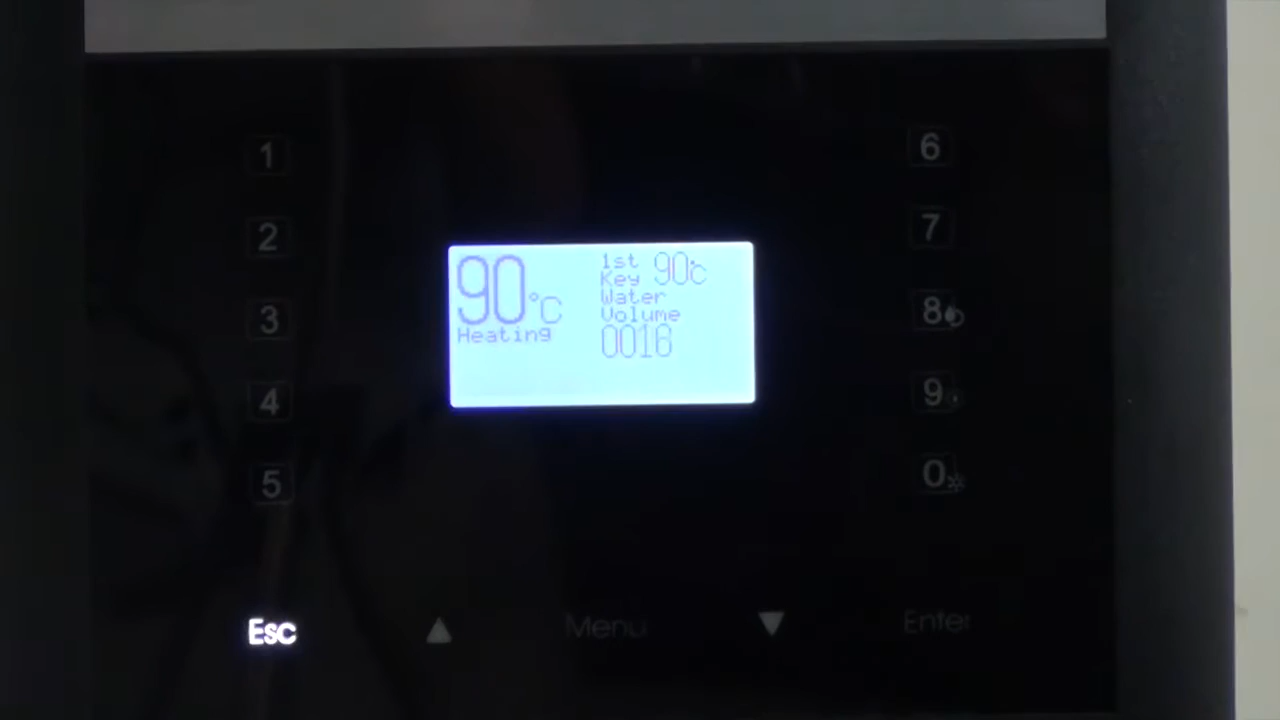 1
2
3
4
5
90°C
Heating
1st
Key 90°C
Water
Volume
0016
6
7
8
9
0
Esc ▲ Menu ▼ Enter